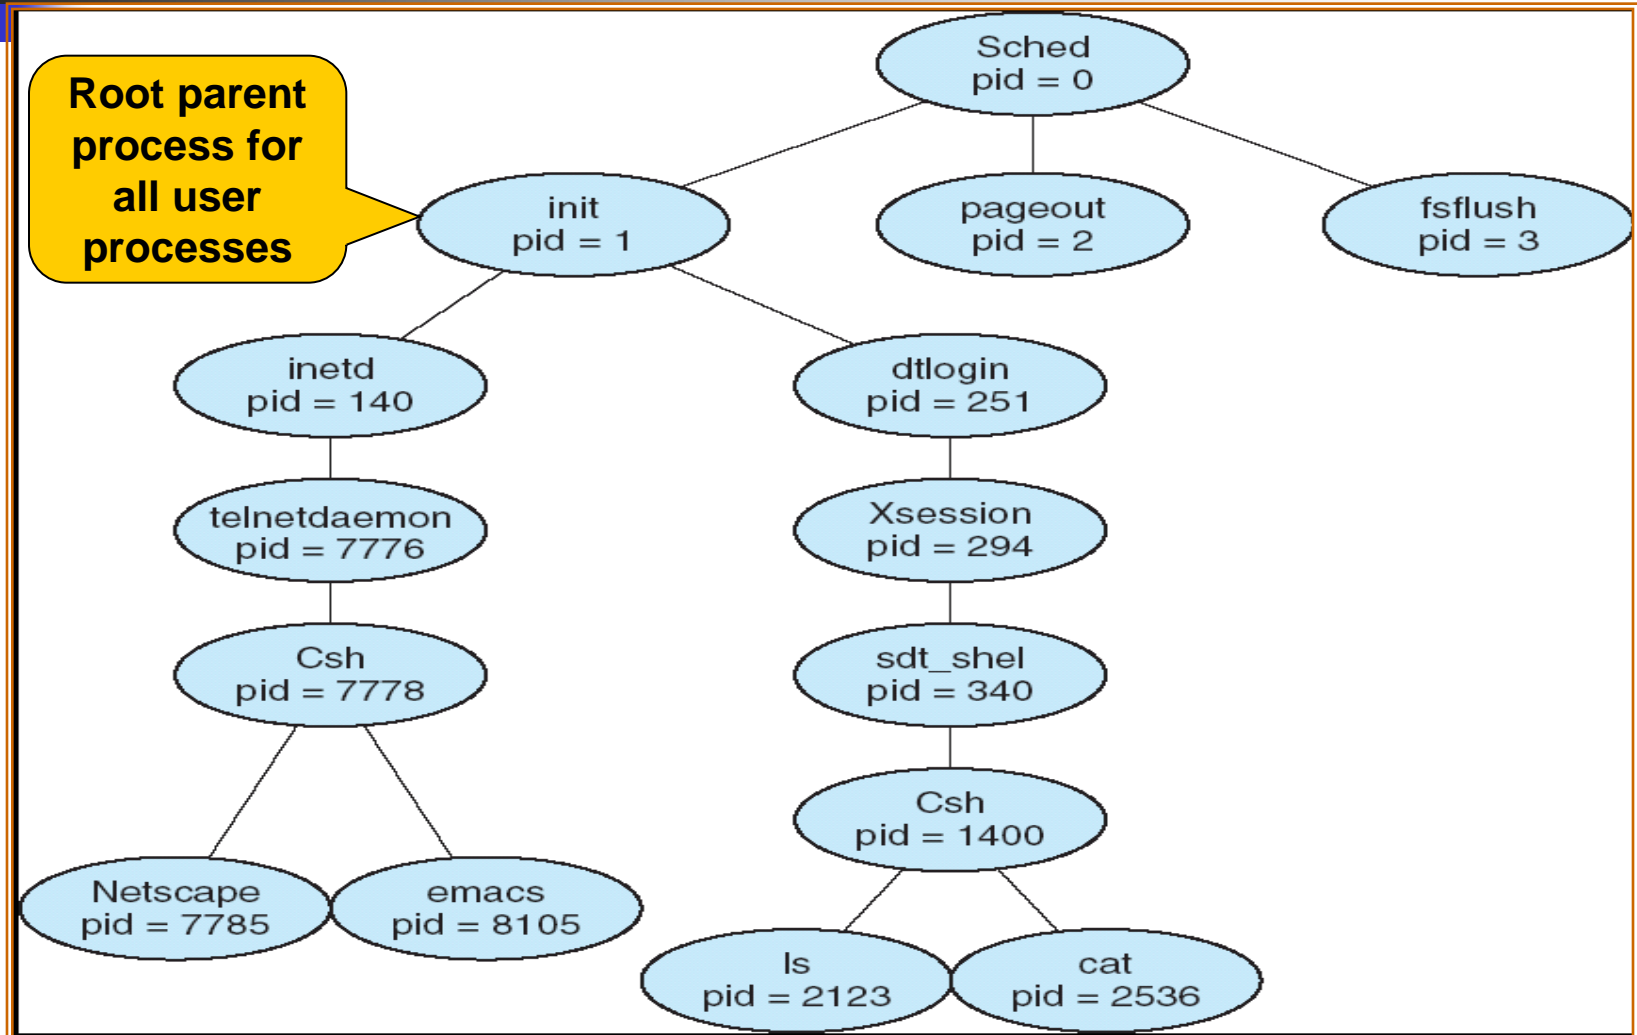 Root parent
process for
all user
processes
Sched
pid = 0
init
pid = 1
pageout
pid = 2
fsflush
pid = 3
inetd
pid = 140
dtlogin
pid = 251
telnetdaemon
pid = 7776
Xsession
pid = 294
Csh
pid = 7778
sdt_shel
pid = 340
Csh
pid = 1400
Netscape
pid = 7785
emacs
pid = 8105
ls
pid = 2123
cat
pid = 2536